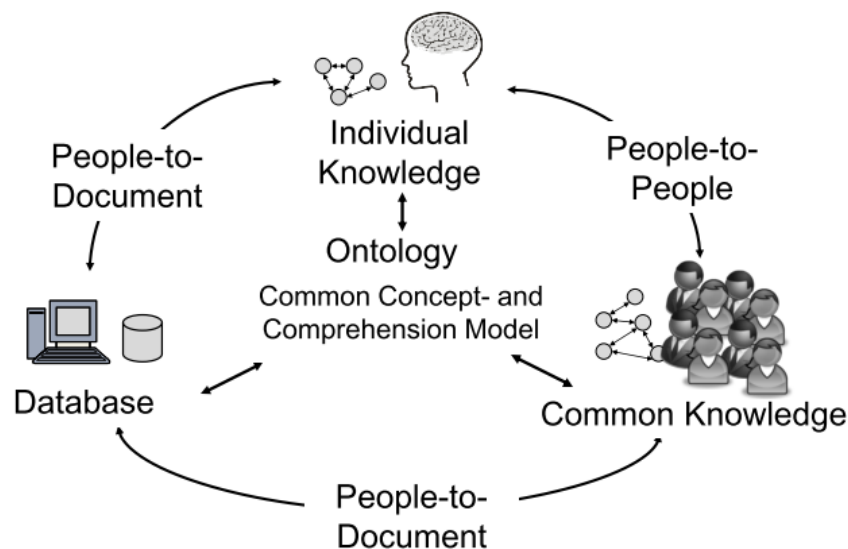 Individual
Knowledge
People-to-
Document
People-to-
People
Ontology
Common Concept- and
Comprehension Model
Database
Common Knowledge
People-to-
Document